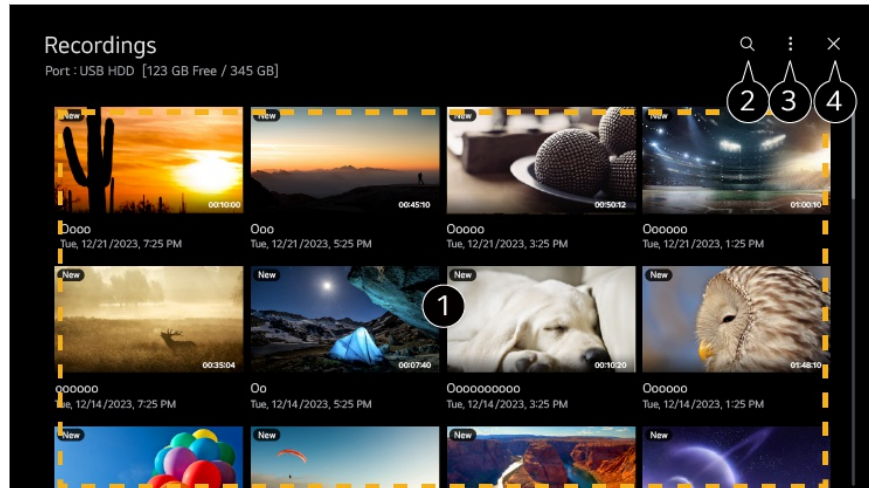 Recordings
Port : USB HDD [123 GB Free / 345 GB]
2 3 4
New New New New
00:10:00 00:45:10 00:50:12 01:00:10
Oooo Ooo Ooooo Oooooo
Tue, 12/21/2023, 7:25 PM Tue, 12/21/2023, 5:25 PM Tue, 12/21/2023, 3:25 PM Tue, 12/21/2023, 1:25 PM
New New New New
1
00:35:04 00:07:40 00:10:20 01:48:10
oooooo Oo Oooooooooo Oooooo
Tue, 12/14/2023, 7:25 PM Tue, 12/14/2023, 5:25 PM Tue, 12/14/2023, 3:25 PM Tue, 12/14/2023, 1:25 PM
New New New New